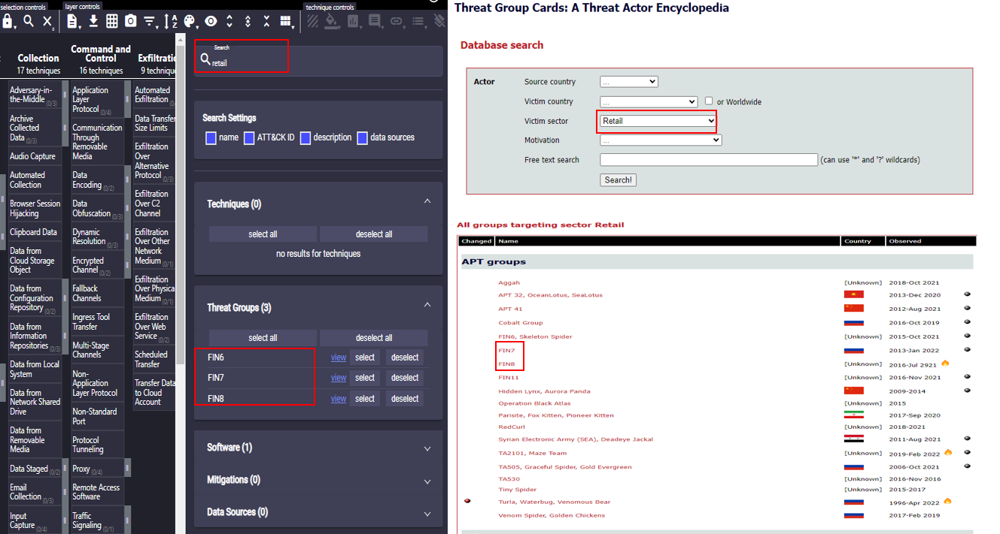 selection controls
layer controls
technique controls
Collection
17 techniques
Command and
Control
16 techniques
Exfiltratio
9 technique
Adversary-in-
the-Middle (0/3)
Archive
Collected
Data (0/3)
Audio Capture
Automated
Collection
Browser Session
Hijacking
Clipboard Data
Data from
Cloud Storage
Object
Data from
Configuration
Repository (0/2)
Data from
Information
Repositories (0/3)
Data from Local
System
Data from
Network Shared
Drive
Data from
Removable
Media
Data Staged (0/2)
Email
Collection (0/3)
Input
Capture (0/4)
Application
Layer
Protocol (0/4)
Communication
Through
Removable
Media
Data
Encoding (0/2)
Data
Obfuscation (0/3)
Dynamic
Resolution (0/3)
Encrypted
Channel (0/2)
Fallback
Channels
Ingress Tool
Transfer
Multi-Stage
Channels
Non-
Application
Layer Protocol
Non-Standard
Port
Protocol
Tunneling
Proxy (0/4)
Remote Access
Software
Traffic
Signaling (0/1)
Automated
Exfiltration (0/
Data Transfer
Size Limits
Exfiltration
Over
Alternative
Protocol (0/3)
Exfiltration
Over C2
Channel
Exfiltration
Over Other
Network
Medium (0/1)
Exfiltration
Over Physica
Medium (0/1)
Exfiltration
Over Web
Service (0/2)
Scheduled
Transfer
Transfer Data
to Cloud
Account
Search
retail
Search Settings
name ATT&CK ID description data sources
Techniques (0)
select all deselect all
no results for techniques
Threat Groups (3)
select all deselect all
FIN6 view select deselect
FIN7 view select deselect
FIN8 view select deselect
Software (1)
Mitigations (0)
Data Sources (0)
Threat Group Cards: A Threat Actor Encyclopedia
Database search
Actor Source country ...
Victim country ... or Worldwide
Victim sector Retail
Motivation ...
Free text search (can use '*' and '?' wildcards)
Search!
All groups targeting sector Retail
Changed Name Country Observed
APT groups
Aggah [Unknown] 2018-Oct 2021
APT 32, OceanLotus, SeaLotus 2013-Dec 2020
APT 41 2012-Aug 2021
Cobalt Group 2016-Oct 2019
FIN6, Skeleton Spider [Unknown] 2015-Oct 2021
FIN7 2013-Jan 2022
FIN8 [Unknown] 2016-Jul 2921
FIN11 [Unknown] 2016-Nov 2021
Hidden Lynx, Aurora Panda 2009-2014
Operation Black Atlas [Unknown] 2015
Parisite, Fox Kitten, Pioneer Kitten 2017-Sep 2020
RedCurl [Unknown] 2018-2021
Syrian Electronic Army (SEA), Deadeye Jackal 2011-Aug 2021
TA2101, Maze Team [Unknown] 2019-Feb 2022
TA505, Graceful Spider, Gold Evergreen 2006-Oct 2021
TA530 [Unknown] 2016-Nov 2016
Tiny Spider [Unknown] 2015-2017
Turla, Waterbug, Venomous Bear 1996-Apr 2022
Venom Spider, Golden Chickens 2017-Feb 2019